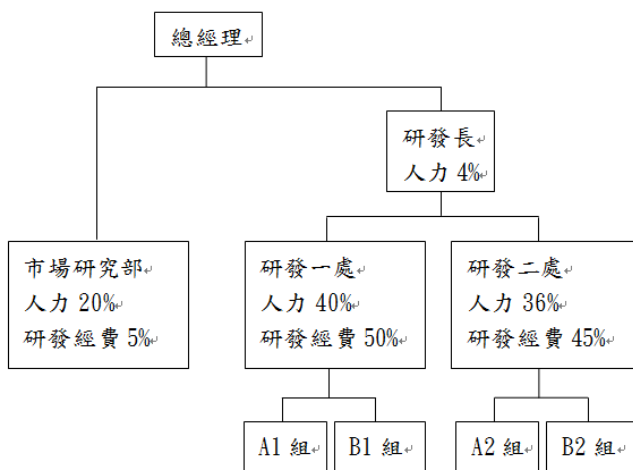 總經理
研發長
人力 4%
市場研究部
人力 20%
研發經費 5%
研發一處
人力 40%
研發經費 50%
研發二處
人力 36%
研發經費 45%
A1 組
B1 組
A2 組
B2 組